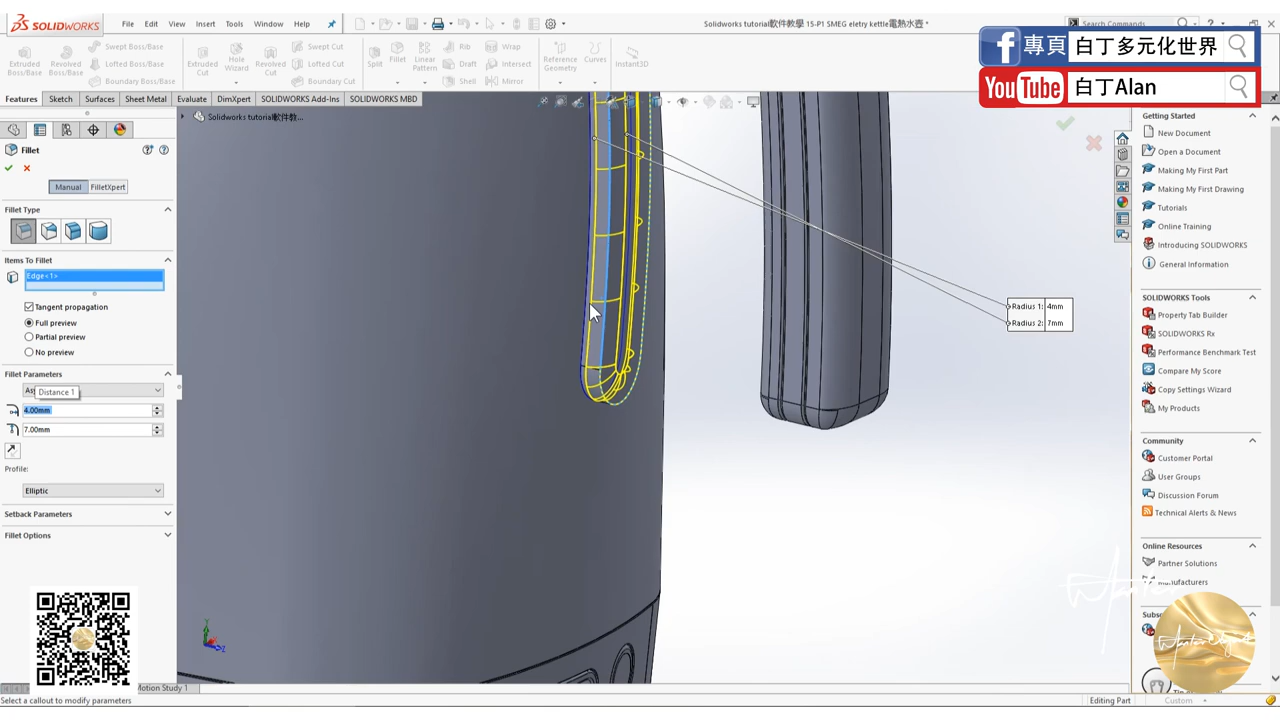 SOLIDWORKS
File Edit View Insert Tools Window Help
Solidworks tutorial軟件教學 15-P1 SMEG eletry kettle電熱水壺 *
Search Commands
Extruded Boss/Base
Revolved Boss/Base
Swept Boss/Base
Lofted Boss/Base
Boundary Boss/Base
Extruded Cut
Hole Wizard
Revolved Cut
Swept Cut
Lofted Cut
Boundary Cut
Split
Fillet
Linear Pattern
Rib
Draft
Shell
Wrap
Intersect
Mirror
Reference Geometry
Curves
Instant3D
專頁 白丁多元化世界
YouTube 白丁Alan
Features Sketch Surfaces Sheet Metal Evaluate DimXpert SOLIDWORKS Add-Ins SOLIDWORKS MBD
Solidworks tutorial軟件教...
Fillet
Manual FilletXpert
Fillet Type
Items To Fillet
Edge<1>
Tangent propagation
Full preview
Partial preview
No preview
Fillet Parameters
Distance 1
4.00mm
7.00mm
Profile:
Elliptic
Setback Parameters
Fillet Options
Radius 1: 4mm
Radius 2: 7mm
Getting Started
New Document
Open a Document
Making My First Part
Making My First Drawing
Tutorials
Online Training
Introducing SOLIDWORKS
General Information
SOLIDWORKS Tools
Property Tab Builder
SOLIDWORKS Rx
Performance Benchmark Test
Compare My Score
Copy Settings Wizard
My Products
Community
Customer Portal
User Groups
Discussion Forum
Technical Alerts & News
Online Resources
Partner Solutions
Motion Study 1
Select a callout to modify parameters
Editing Part
Custom